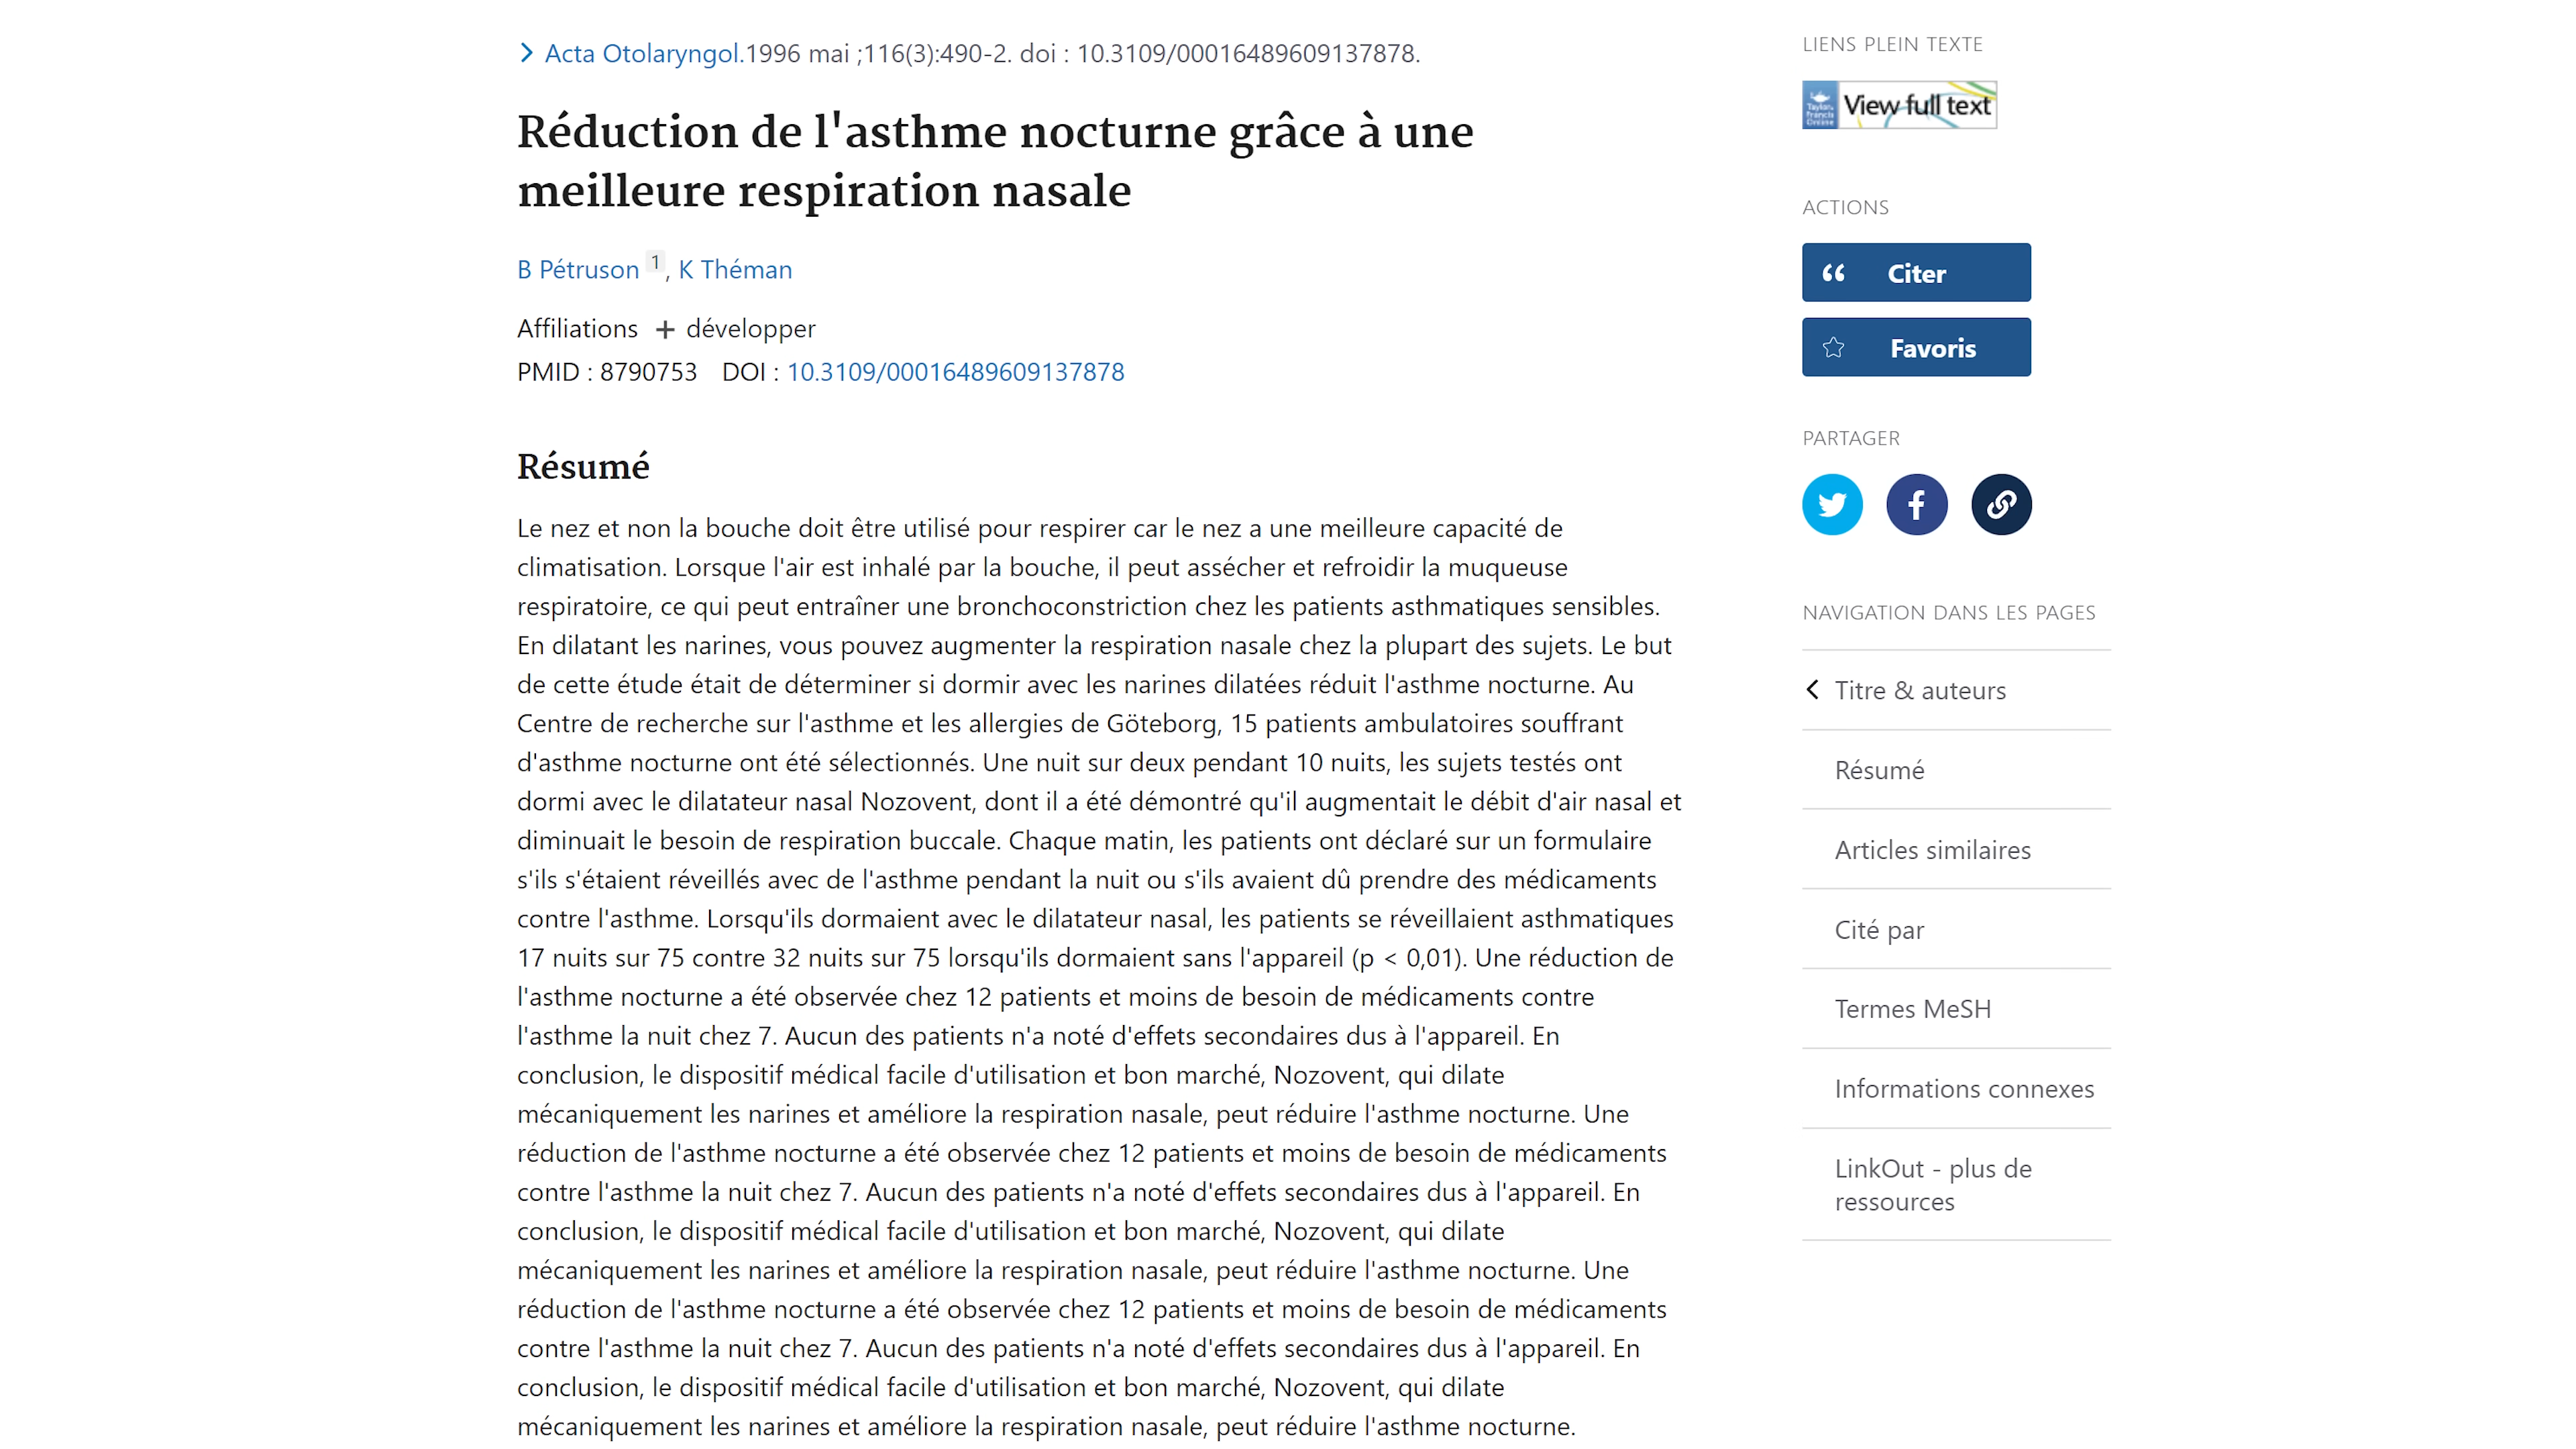 Acta Otolaryngol.1996 mai ;116(3):490-2. doi : 10.3109/00016489609137878.
Réduction de l'asthme nocturne grâce à une
meilleure respiration nasale
B Pétruson 1, K Théman
Affiliations + développer
PMID : 8790753 DOI : 10.3109/00016489609137878
Résumé
Le nez et non la bouche doit être utilisé pour respirer car le nez a une meilleure capacité de
climatisation. Lorsque l'air est inhalé par la bouche, il peut assécher et refroidir la muqueuse
respiratoire, ce qui peut entraîner une bronchoconstriction chez les patients asthmatiques sensibles.
En dilatant les narines, vous pouvez augmenter la respiration nasale chez la plupart des sujets. Le but
de cette étude était de déterminer si dormir avec les narines dilatées réduit l'asthme nocturne. Au
Centre de recherche sur l'asthme et les allergies de Göteborg, 15 patients ambulatoires souffrant
d'asthme nocturne ont été sélectionnés. Une nuit sur deux pendant 10 nuits, les sujets testés ont
dormi avec le dilatateur nasal Nozovent, dont il a été démontré qu'il augmentait le débit d'air nasal et
diminuait le besoin de respiration buccale. Chaque matin, les patients ont déclaré sur un formulaire
s'ils s'étaient réveillés avec de l'asthme pendant la nuit ou s'ils avaient dû prendre des médicaments
contre l'asthme. Lorsqu'ils dormaient avec le dilatateur nasal, les patients se réveillaient asthmatiques
17 nuits sur 75 contre 32 nuits sur 75 lorsqu'ils dormaient sans l'appareil (p < 0,01). Une réduction de
l'asthme nocturne a été observée chez 12 patients et moins de besoin de médicaments contre
l'asthme la nuit chez 7. Aucun des patients n'a noté d'effets secondaires dus à l'appareil. En
conclusion, le dispositif médical facile d'utilisation et bon marché, Nozovent, qui dilate
mécaniquement les narines et améliore la respiration nasale, peut réduire l'asthme nocturne. Une
réduction de l'asthme nocturne a été observée chez 12 patients et moins de besoin de médicaments
contre l'asthme la nuit chez 7. Aucun des patients n'a noté d'effets secondaires dus à l'appareil. En
conclusion, le dispositif médical facile d'utilisation et bon marché, Nozovent, qui dilate
mécaniquement les narines et améliore la respiration nasale, peut réduire l'asthme nocturne. Une
réduction de l'asthme nocturne a été observée chez 12 patients et moins de besoin de médicaments
contre l'asthme la nuit chez 7. Aucun des patients n'a noté d'effets secondaires dus à l'appareil. En
conclusion, le dispositif médical facile d'utilisation et bon marché, Nozovent, qui dilate
mécaniquement les narines et améliore la respiration nasale, peut réduire l'asthme nocturne.
LIENS PLEIN TEXTE
Taylor & Francis Online
View full text
ACTIONS
Citer
Favoris
PARTAGER
NAVIGATION DANS LES PAGES
Titre & auteurs
Résumé
Articles similaires
Cité par
Termes MeSH
Informations connexes
LinkOut - plus de
ressources